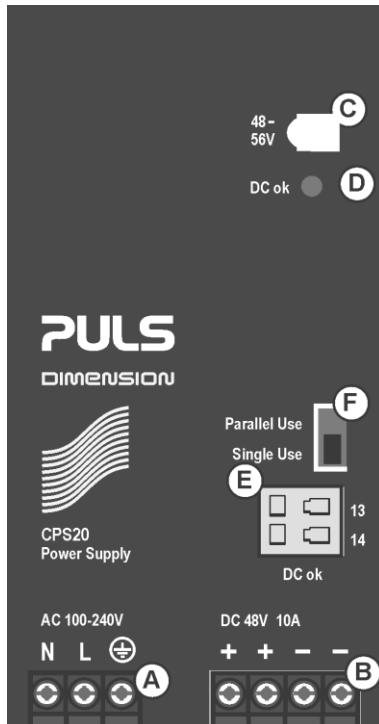 C
48–
56V
DC ok
D
PULS
DIMENSION
F
Parallel Use
Single Use
E
13
14
CPS20
Power Supply
DC ok
AC 100-240V
DC 48V 10A
N L
+ + – –
A
B